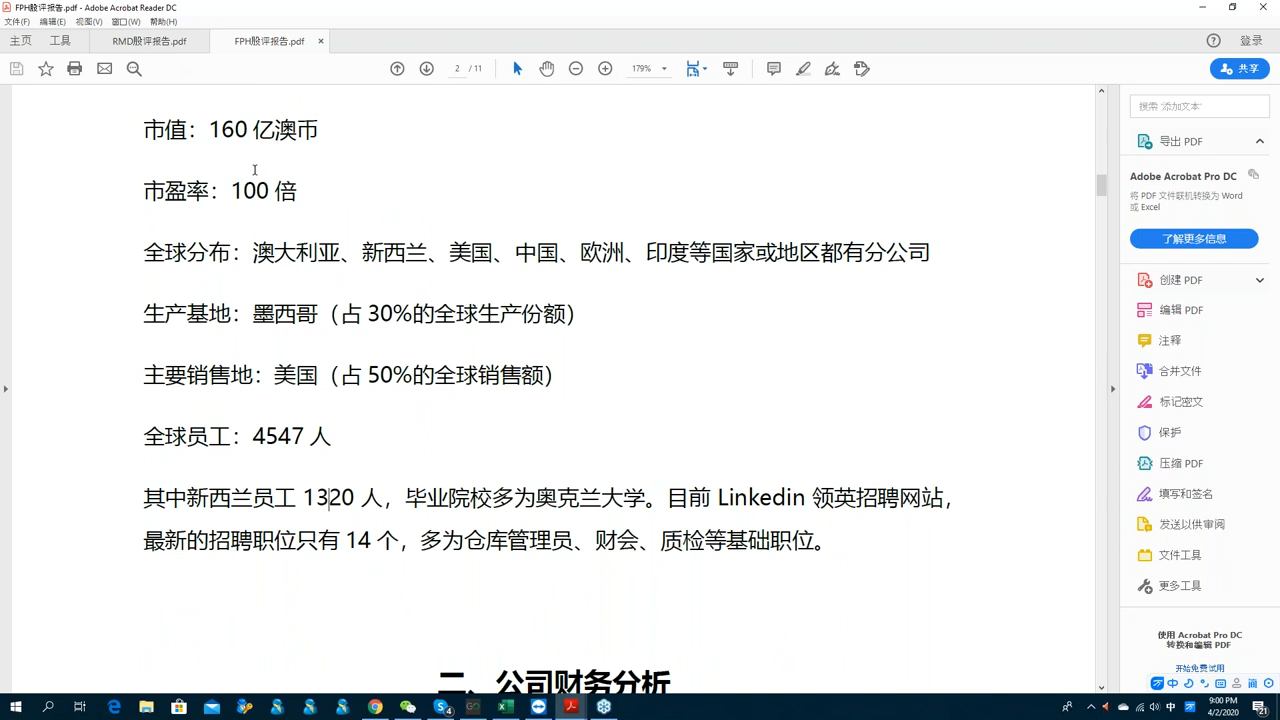 FPH股评报告.pdf - Adobe Acrobat Reader DC
文件(F) 编辑(E) 视图(V) 窗口(W) 帮助(H)
主页 工具 RMD股评报告.pdf FPH股评报告.pdf × 登录
2 / 11 179% 共享
市值：160 亿澳币
市盈率：100 倍
全球分布：澳大利亚、新西兰、美国、中国、欧洲、印度等国家或地区都有分公司
生产基地：墨西哥（占 30%的全球生产份额）
主要销售地：美国（占 50%的全球销售额）
全球员工：4547 人
其中新西兰员工 1320 人，毕业院校多为奥克兰大学。目前 Linkedin 领英招聘网站，
最新的招聘职位只有 14 个，多为仓库管理员、财会、质检等基础职位。
二、公司财务分析
搜索 '添加文本'
导出 PDF
Adobe Acrobat Pro DC
将 PDF 文件联机转换为 Word
或 Excel
了解更多信息
创建 PDF
编辑 PDF
注释
合并文件
标记密文
保护
压缩 PDF
填写和签名
发送以供审阅
文件工具
更多工具
使用 Acrobat Pro DC
转换和编辑 PDF
开始免费试用
中 简
中 9:00 PM
4/2/2020 21